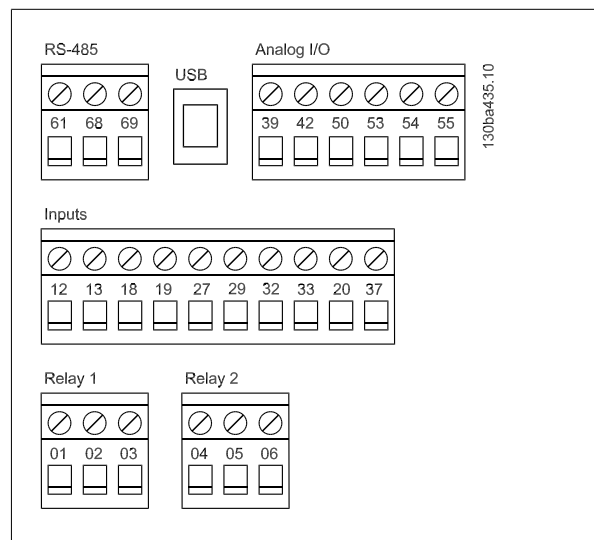 RS-485
USB
Analog I/O
61 68 69
39 42 50 53 54 55
130ba435.10
Inputs
12 13 18 19 27 29 32 33 20 37
Relay 1
Relay 2
01 02 03
04 05 06